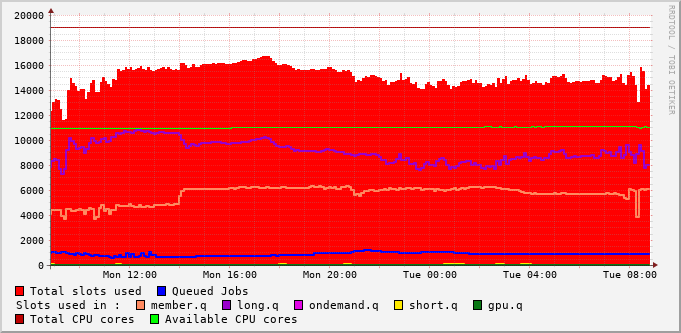 20000
18000
16000
14000
12000
10000
8000
6000
4000
2000
0
Mon 12:00 Mon 16:00 Mon 20:00 Tue 00:00 Tue 04:00 Tue 08:00
Total slots used Queued Jobs
Slots used in : member.q long.q ondemand.q short.q gpu.q
Total CPU cores Available CPU cores
RRDTOOL / TOBI OETIKER